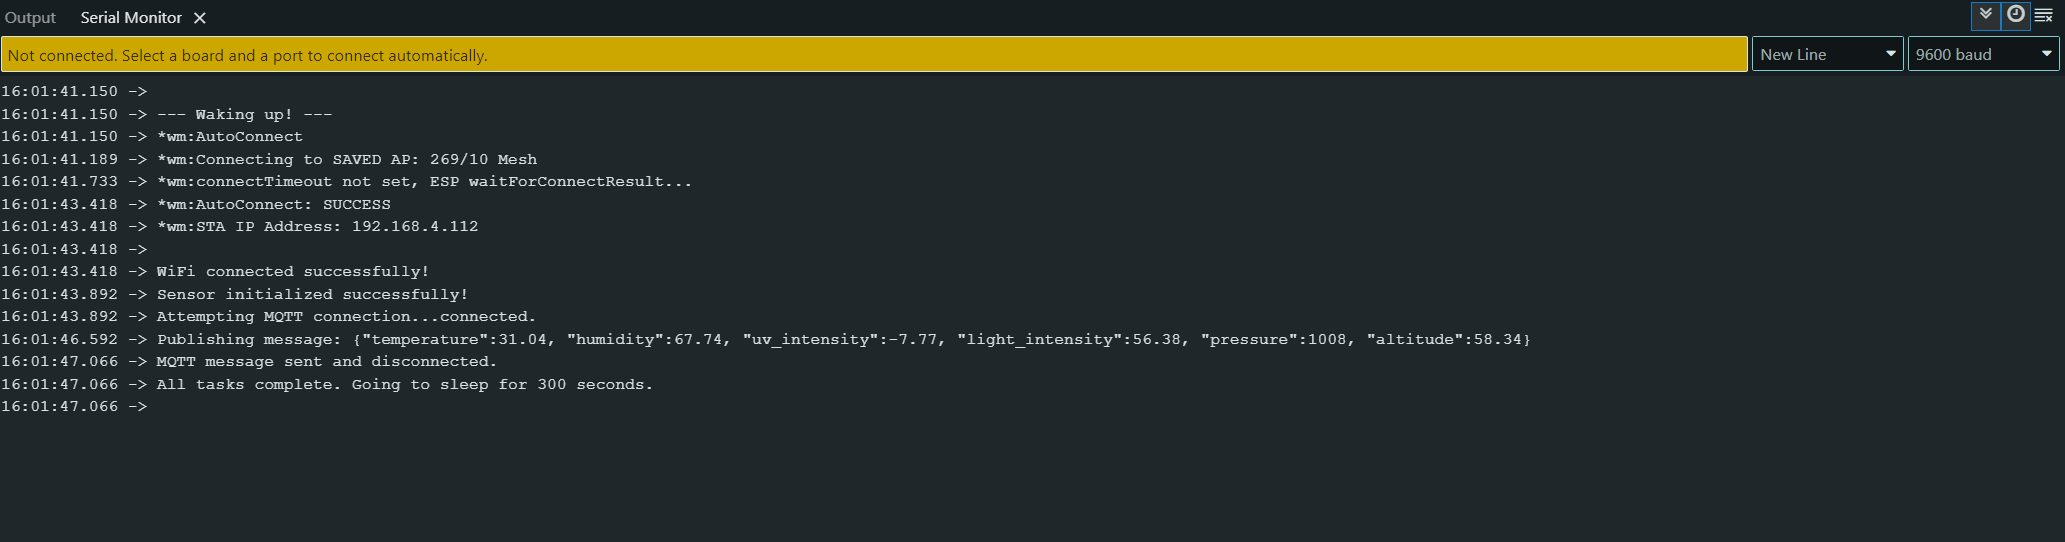 Output Serial Monitor
Not connected. Select a board and a port to connect automatically. New Line 9600 baud
16:01:41.150 ->
16:01:41.150 -> --- Waking up! ---
16:01:41.150 -> *wm:AutoConnect
16:01:41.189 -> *wm:Connecting to SAVED AP: 269/10 Mesh
16:01:41.733 -> *wm:connectTimeout not set, ESP waitForConnectResult...
16:01:43.418 -> *wm:AutoConnect: SUCCESS
16:01:43.418 -> *wm:STA IP Address: 192.168.4.112
16:01:43.418 ->
16:01:43.418 -> WiFi connected successfully!
16:01:43.892 -> Sensor initialized successfully!
16:01:43.892 -> Attempting MQTT connection...connected.
16:01:46.592 -> Publishing message: {"temperature":31.04, "humidity":67.74, "uv_intensity":-7.77, "light_intensity":56.38, "pressure":1008, "altitude":58.34}
16:01:47.066 -> MQTT message sent and disconnected.
16:01:47.066 -> All tasks complete. Going to sleep for 300 seconds.
16:01:47.066 ->